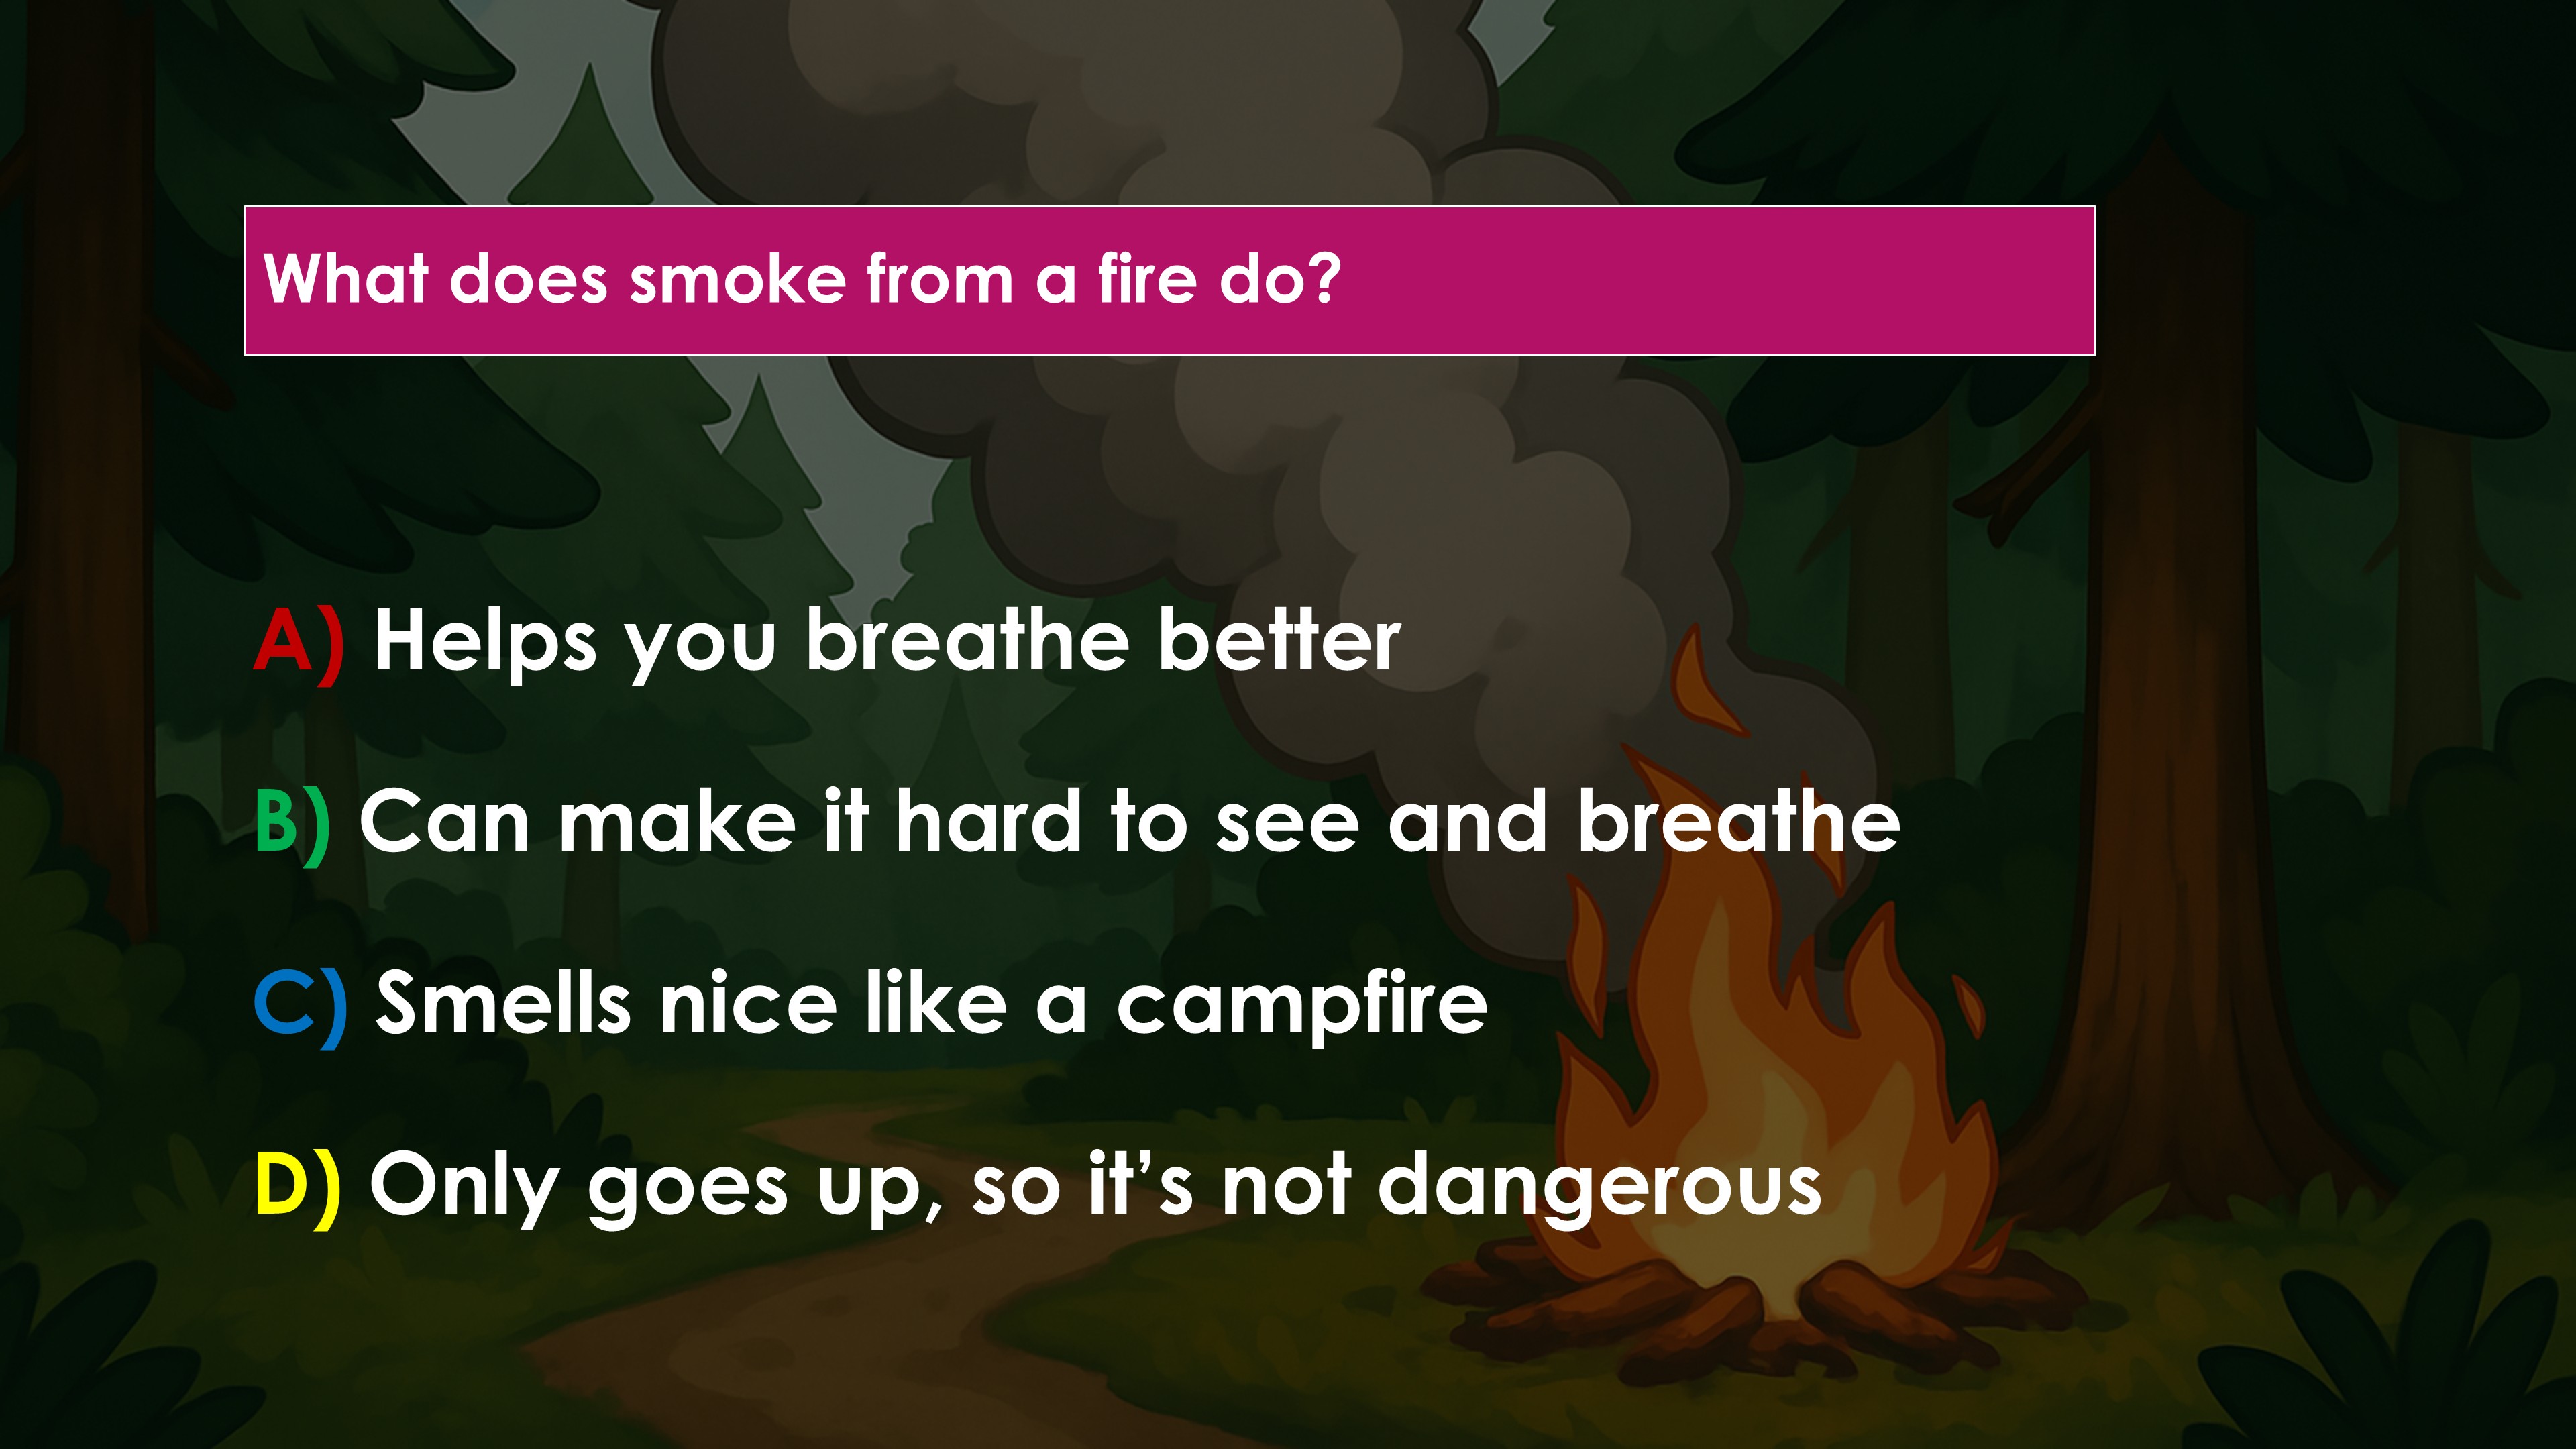 What does smoke from a fire do?
A) Helps you breathe better
B) Can make it hard to see and breathe
C) Smells nice like a campfire
D) Only goes up, so it’s not dangerous